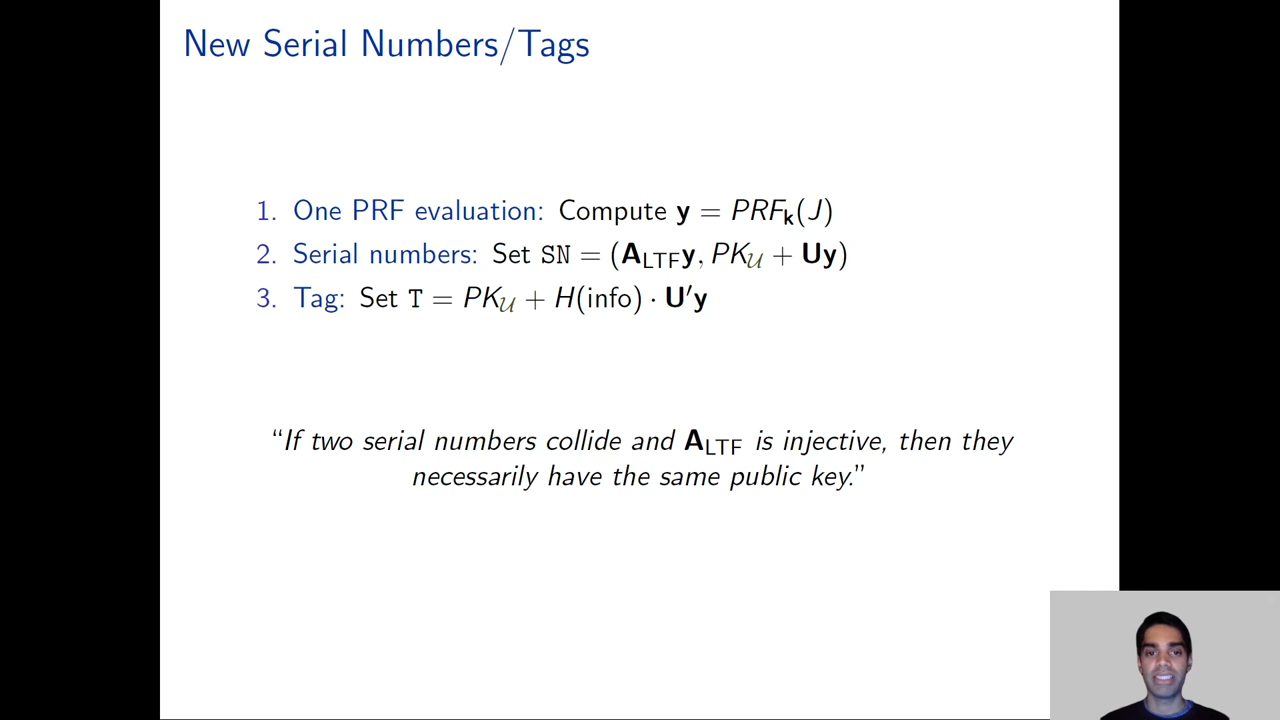 New Serial Numbers/Tags
1. One PRF evaluation: Compute y = PRFₖ(J)
2. Serial numbers: Set SN = (A_LTF y, PK_𝒰 + Uy)
3. Tag: Set T = PK_𝒰 + H(info) · U′y
“If two serial numbers collide and A_LTF is injective, then they
necessarily have the same public key.”